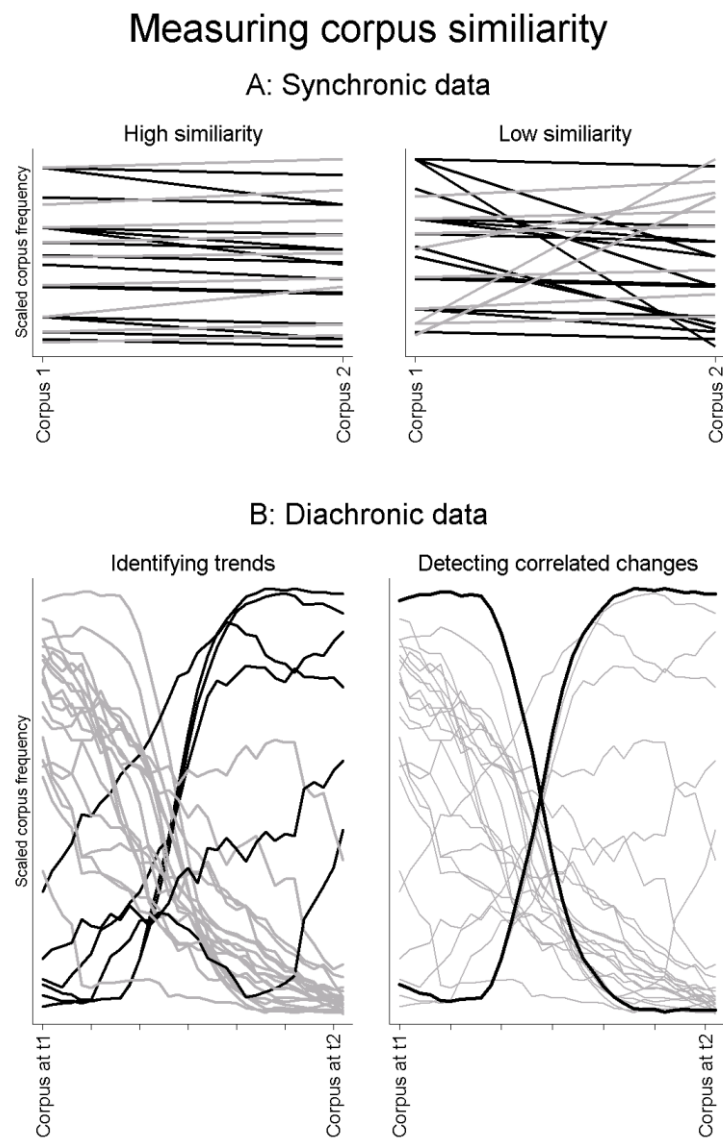 Measuring corpus similiarity
A: Synchronic data
High similiarity
Low similiarity
Scaled corpus frequency
Corpus 1
Corpus 2
Corpus 1
Corpus 2
B: Diachronic data
Identifying trends
Detecting correlated changes
Scaled corpus frequency
Corpus at t1
Corpus at t2
Corpus at t1
Corpus at t2